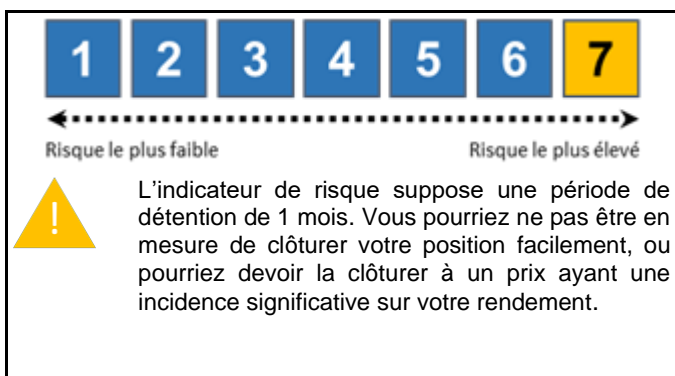 1 2 3 4 5 6 7
Risque le plus faible Risque le plus élevé
!
L'indicateur de risque suppose une période de
détention de 1 mois. Vous pourriez ne pas être en
mesure de clôturer votre position facilement, ou
pourriez devoir la clôturer à un prix ayant une
incidence significative sur votre rendement.